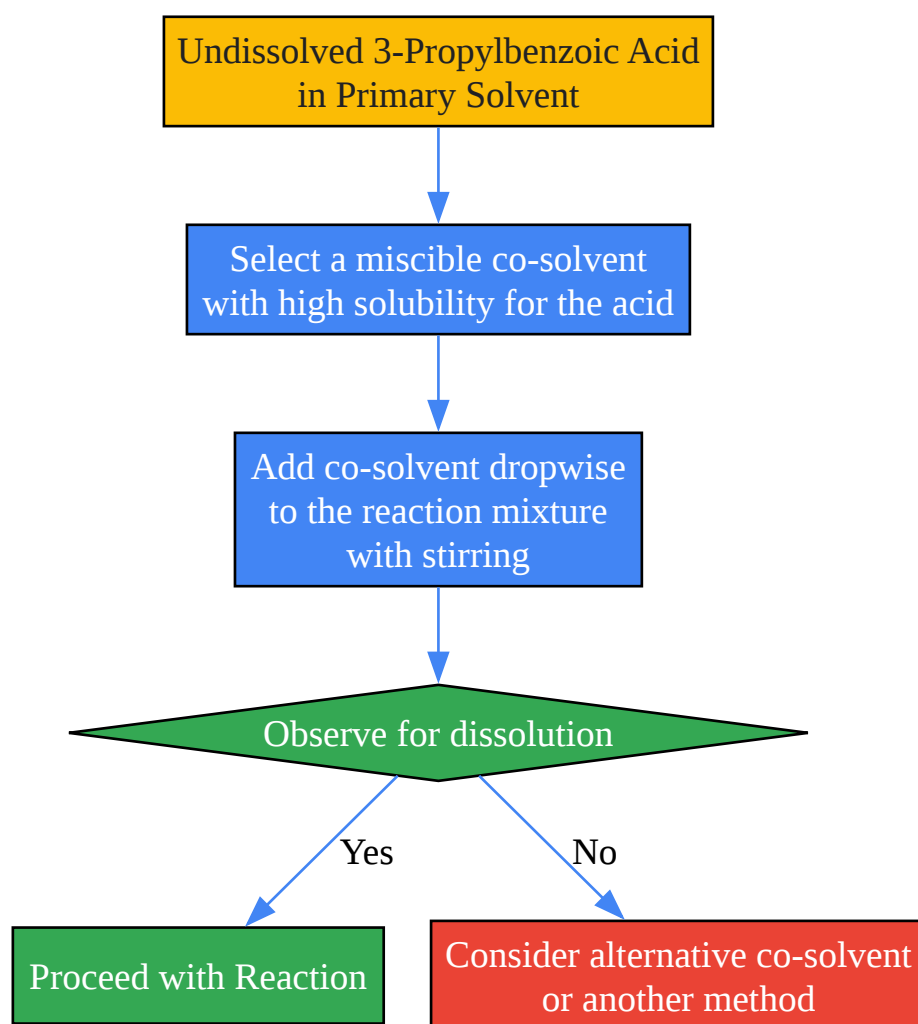 Undissolved 3-Propylbenzoic Acid
in Primary Solvent
Select a miscible co-solvent
with high solubility for the acid
Add co-solvent dropwise
to the reaction mixture
with stirring
Observe for dissolution
Yes
No
Proceed with Reaction
Consider alternative co-solvent
or another method